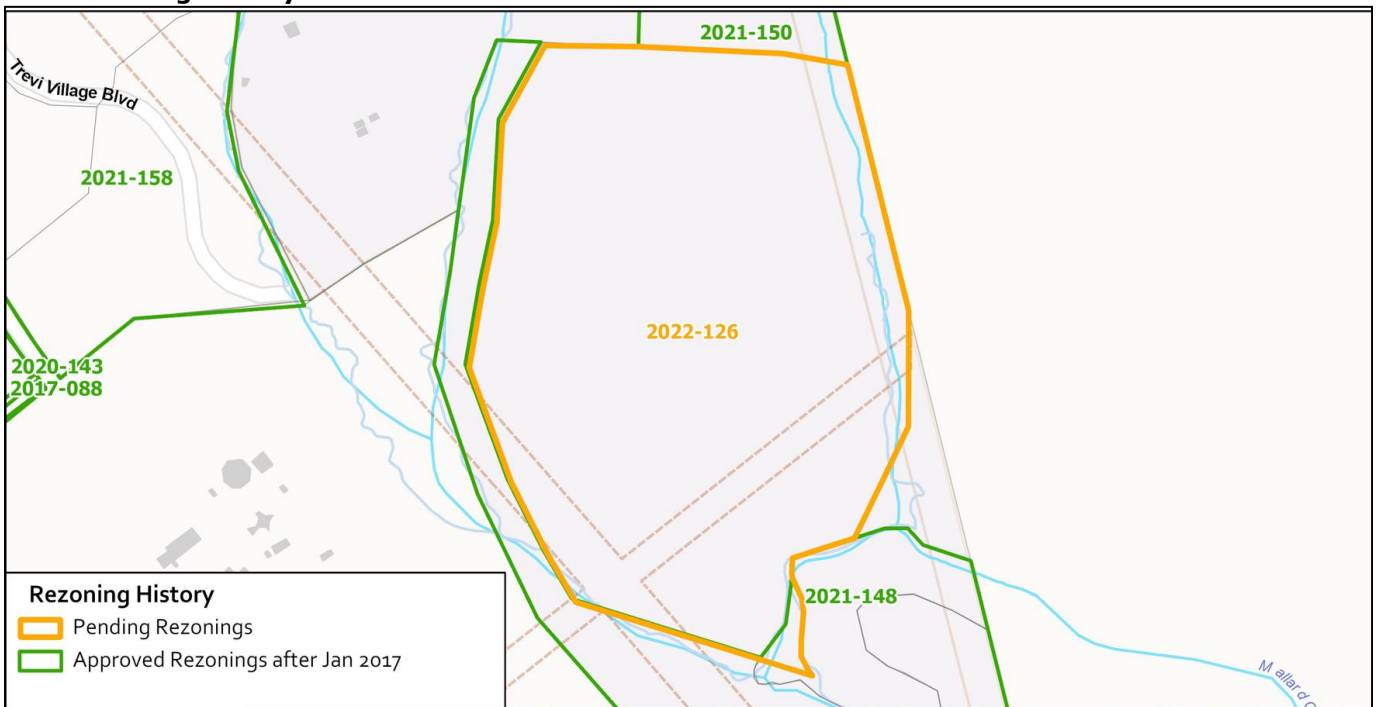 2021-150
Trevi Village Blvd
2021-158
2022-126
2020-143
2017-088
2021-148
Rezoning History
Pending Rezonings
Approved Rezonings after Jan 2017
Mallard